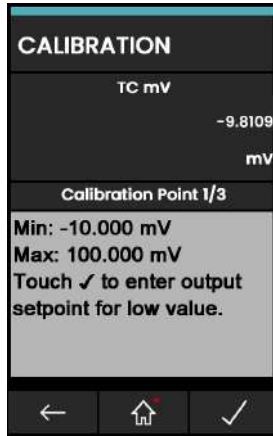 CALIBRATION
TC mV
-9.8109
mV
Calibration Point 1/3
Min: -10.000 mV
Max: 100.000 mV
Touch ✓ to enter output
setpoint for low value.